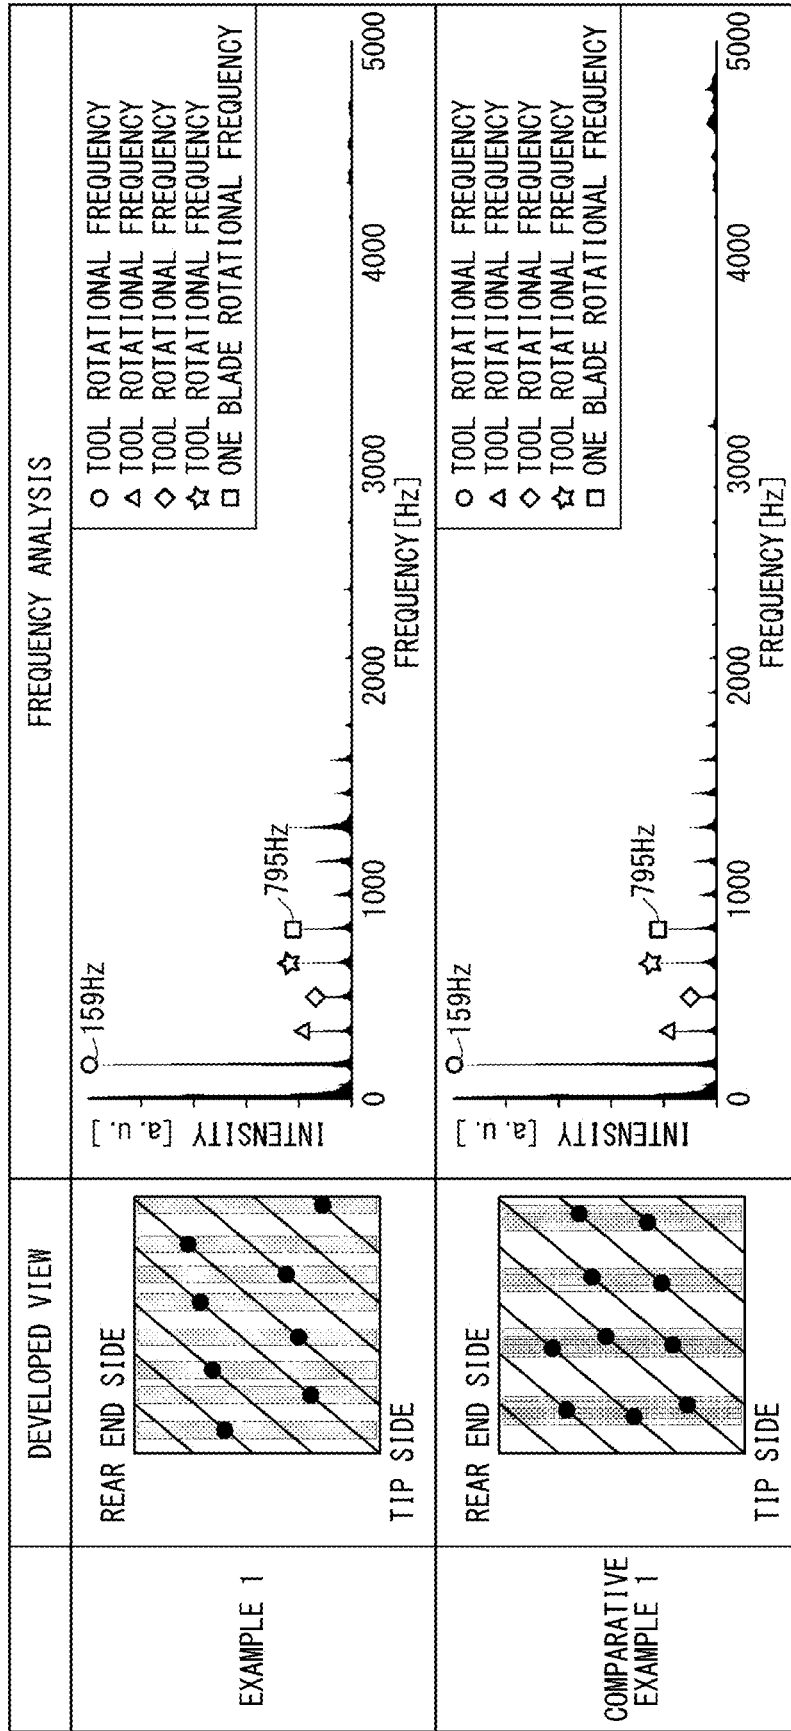 DEVELOPED VIEW
FREQUENCY ANALYSIS
EXAMPLE 1
REAR END SIDE
TIP SIDE
INTENSITY [a.u.]
159Hz
795Hz
○ TOOL ROTATIONAL FREQUENCY
△ TOOL ROTATIONAL FREQUENCY
◇ TOOL ROTATIONAL FREQUENCY
☆ TOOL ROTATIONAL FREQUENCY
□ ONE BLADE ROTATIONAL FREQUENCY
0 1000 2000 3000 4000 5000
FREQUENCY[Hz]
COMPARATIVE
EXAMPLE 1
REAR END SIDE
TIP SIDE
INTENSITY [a.u.]
159Hz
795Hz
○ TOOL ROTATIONAL FREQUENCY
△ TOOL ROTATIONAL FREQUENCY
◇ TOOL ROTATIONAL FREQUENCY
☆ TOOL ROTATIONAL FREQUENCY
□ ONE BLADE ROTATIONAL FREQUENCY
0 1000 2000 3000 4000 5000
FREQUENCY[Hz]